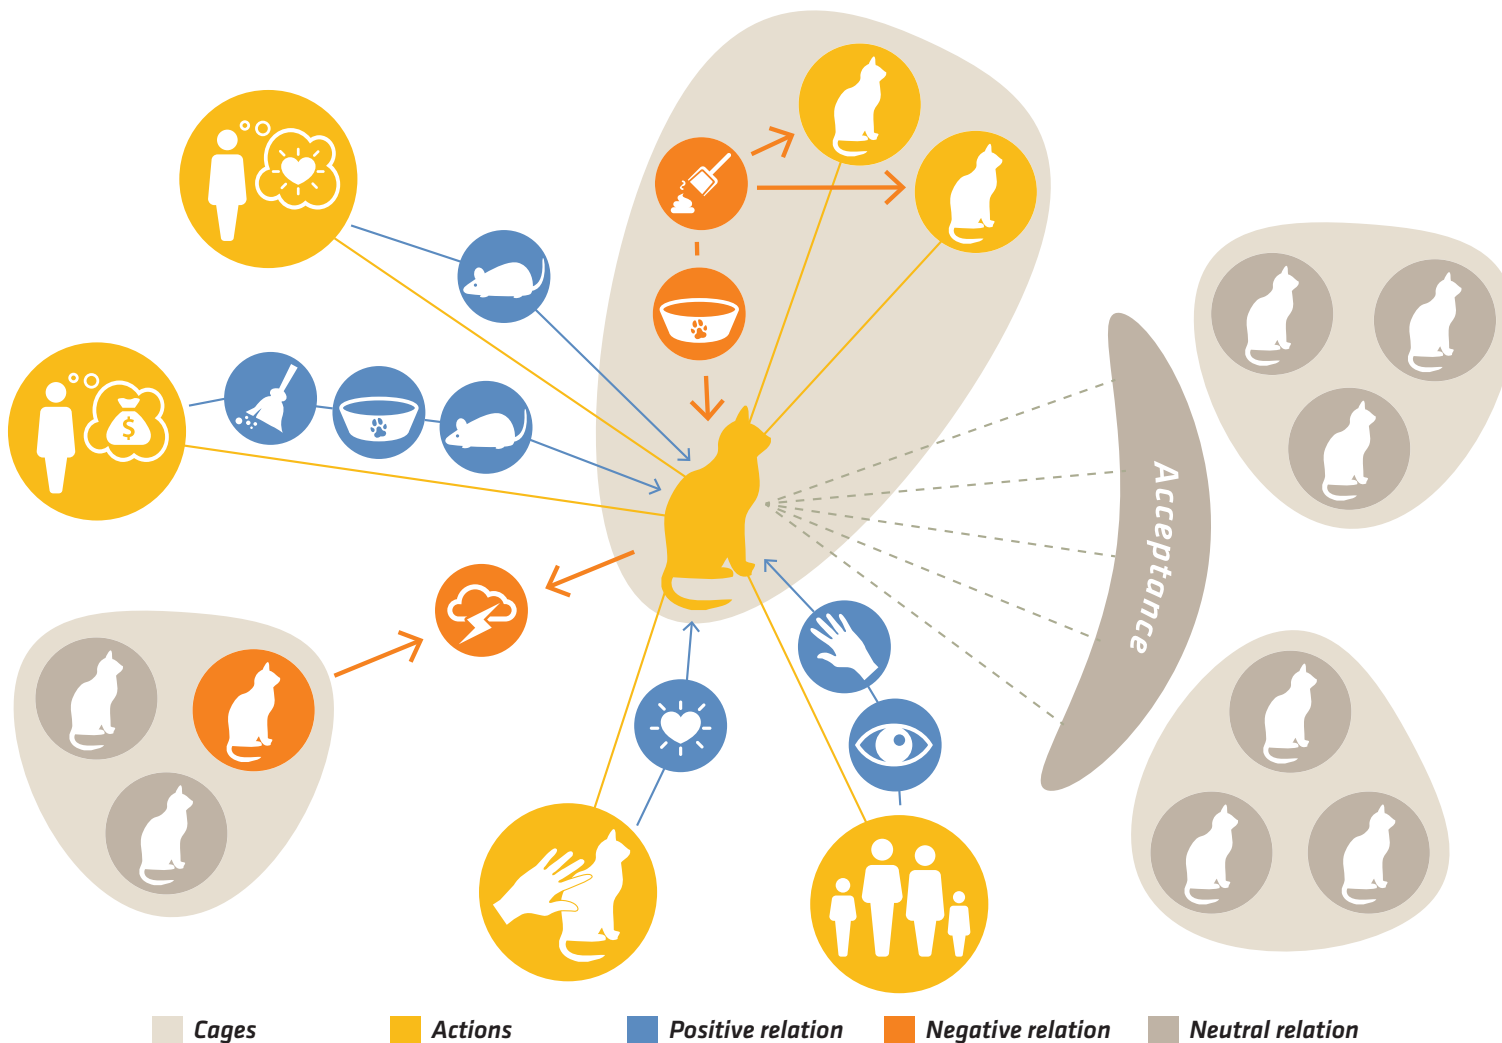 $
Acceptance
Cages
Actions
Positive relation
Negative relation
Neutral relation